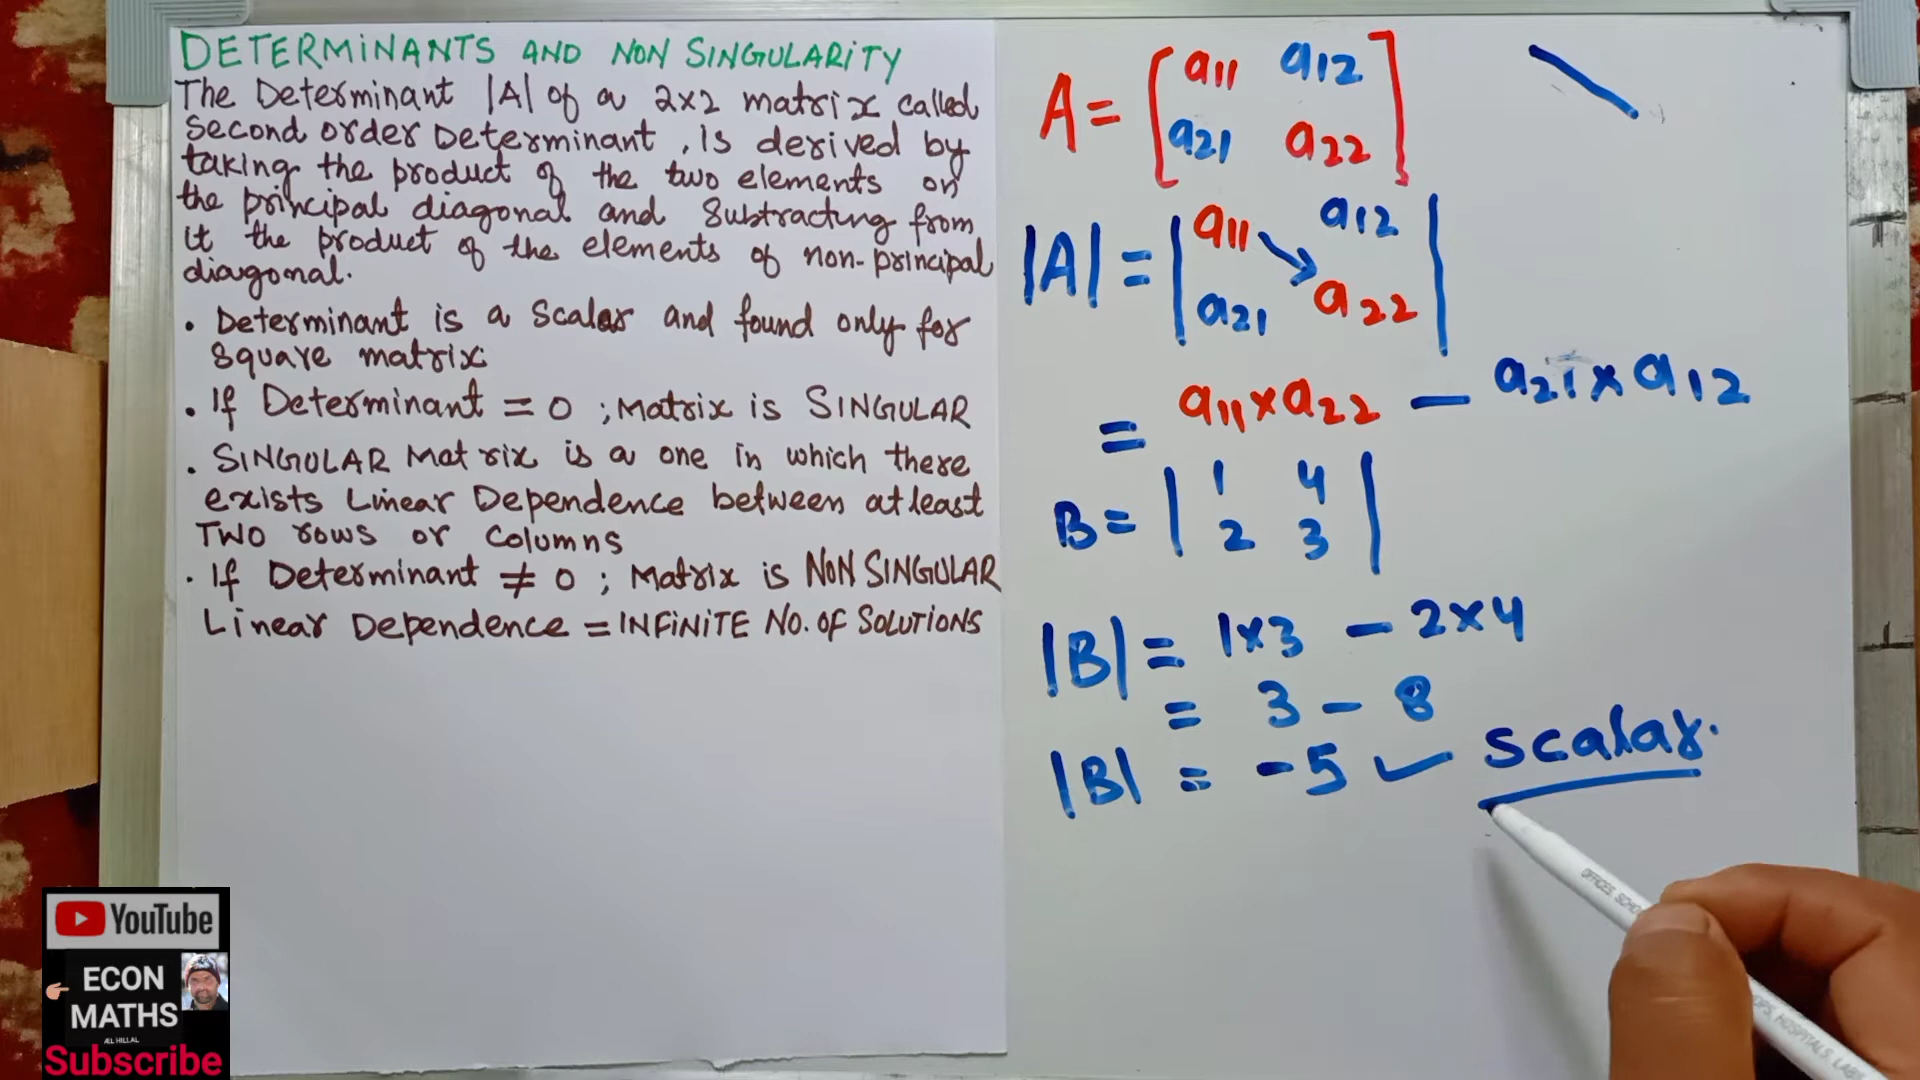 DETERMINANTS AND NON SINGULARITY
The Determinant |A| of a 2x2 matrix called
second order Determinant, is derived by
taking the product of the two elements on
the principal diagonal and Subtracting from
it the product of the elements of non-principal
diagonal.
• Determinant is a Scalar and found only for
square matrix
• If Determinant = 0 ; Matrix is SINGULAR
• SINGULAR Matrix is a one in which there
exists Linear Dependence between atleast
TWO rows or columns
• If Determinant ≠ 0 ; Matrix is NON SINGULAR
Linear Dependence = INFINITE NO. OF SOLUTIONS
A = [a11 a12
a21 a22]
|A| = |a11 a12
a21 a22|
= a11 x a22 − a21 x a12
B = |1 4
2 3|
|B| = 1x3 − 2x4
= 3 − 8
|B| = -5 ✓ scalar.
YouTube
ECON
MATHS
ÆL HILLAL
Subscribe